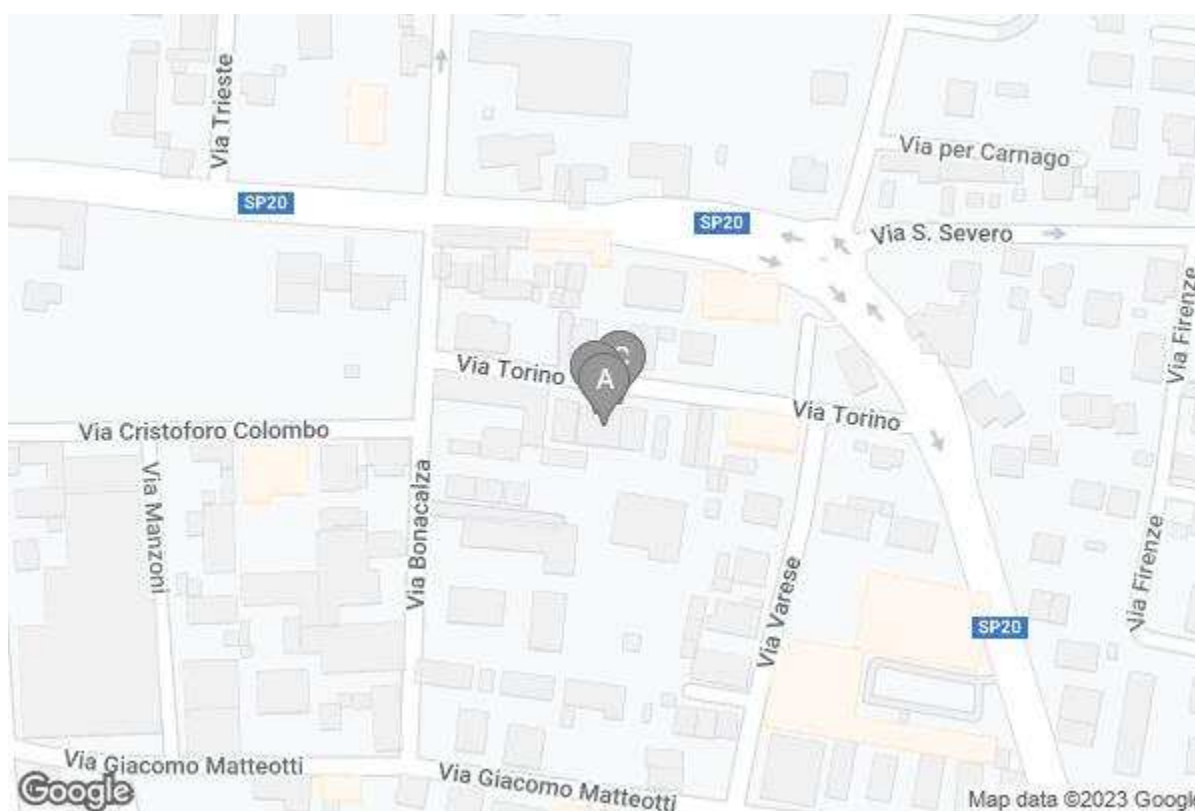 Via Trieste
Via per Carnago
SP20
SP20
Via S. Severo
Via Firenze
C
Via Torino
A
Via Torino
Via Cristoforo Colombo
Via Manzoni
Via Bonacalza
Via Varese
Via Firenze
SP20
Via Giacomo Matteotti
Via Giacomo Matteotti
Google
Map data ©2023 Googl